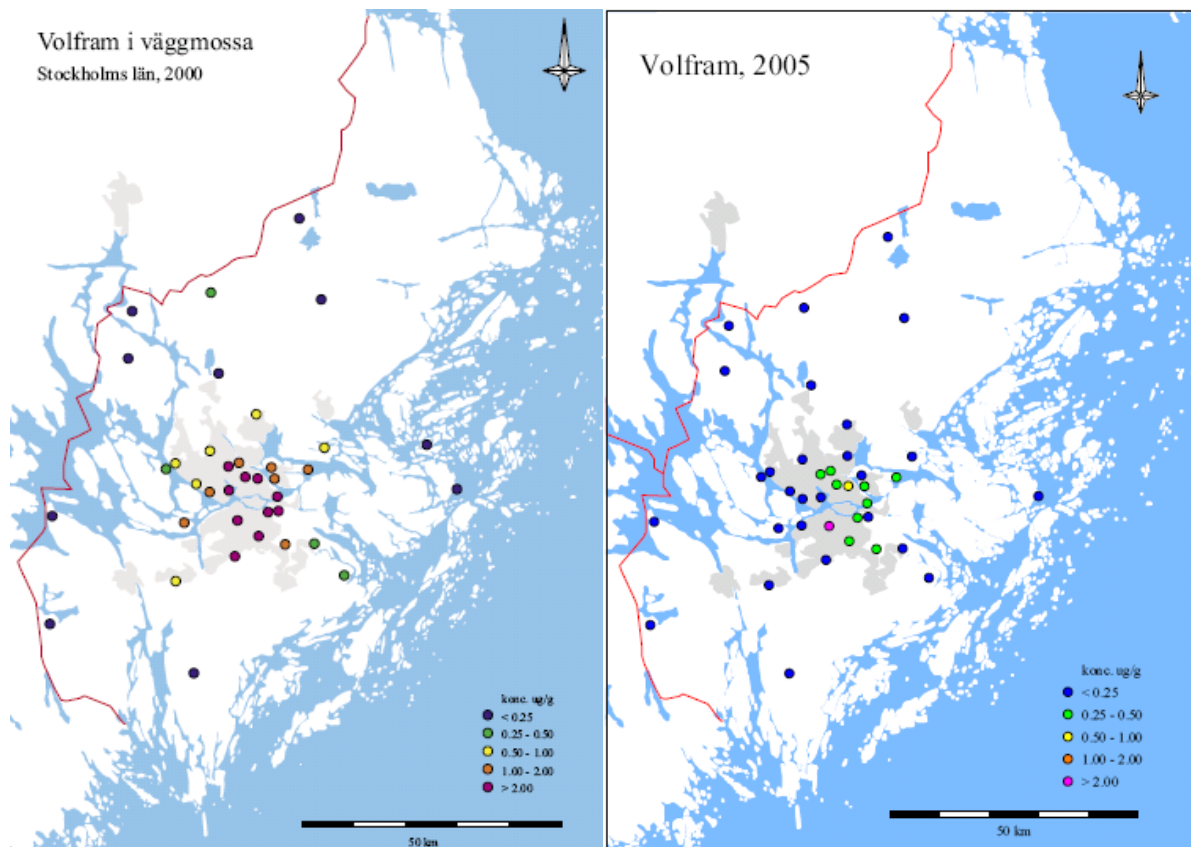 Volfram i väggmossa
Stockholms län, 2000
konc. ug/g
< 0.25
0.25 - 0.50
0.50 - 1.00
1.00 - 2.00
> 2.00
50 km
Volfram, 2005
konc. ug/g
< 0.25
0.25 - 0.50
0.50 - 1.00
1.00 - 2.00
> 2.00
50 km